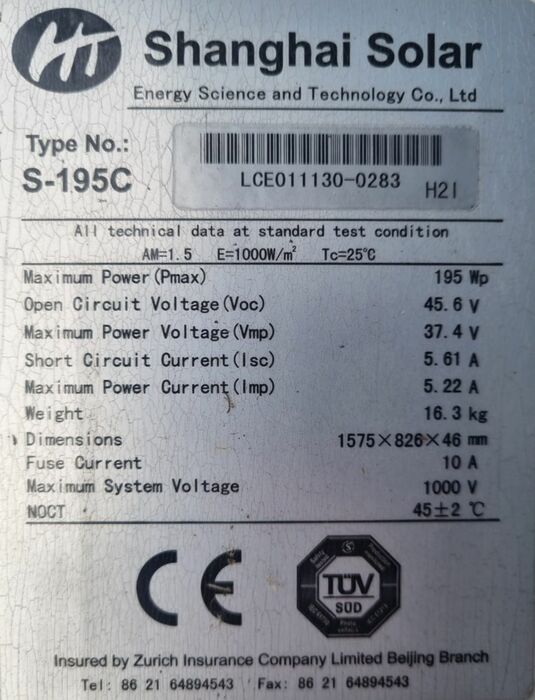 HT Shanghai Solar
Energy Science and Technology Co., Ltd
Type No.:
S-195C
LCE011130-0283 H2I
All technical data at standard test condition
AM=1.5 E=1000W/m² Tc=25℃
Maximum Power(Pmax) 195 Wp
Open Circuit Voltage(Voc) 45.6 V
Maximum Power Voltage(Vmp) 37.4 V
Short Circuit Current(Isc) 5.61 A
Maximum Power Current(Imp) 5.22 A
Weight 16.3 kg
Dimensions 1575×826×46 mm
Fuse Current 10 A
Maximum System Voltage 1000 V
NOCT 45±2 ℃
CE
TÜV
SÜD
Insured by Zurich Insurance Company Limited Beijing Branch
Tel: 86 21 64894543 Fax: 86 21 64894543